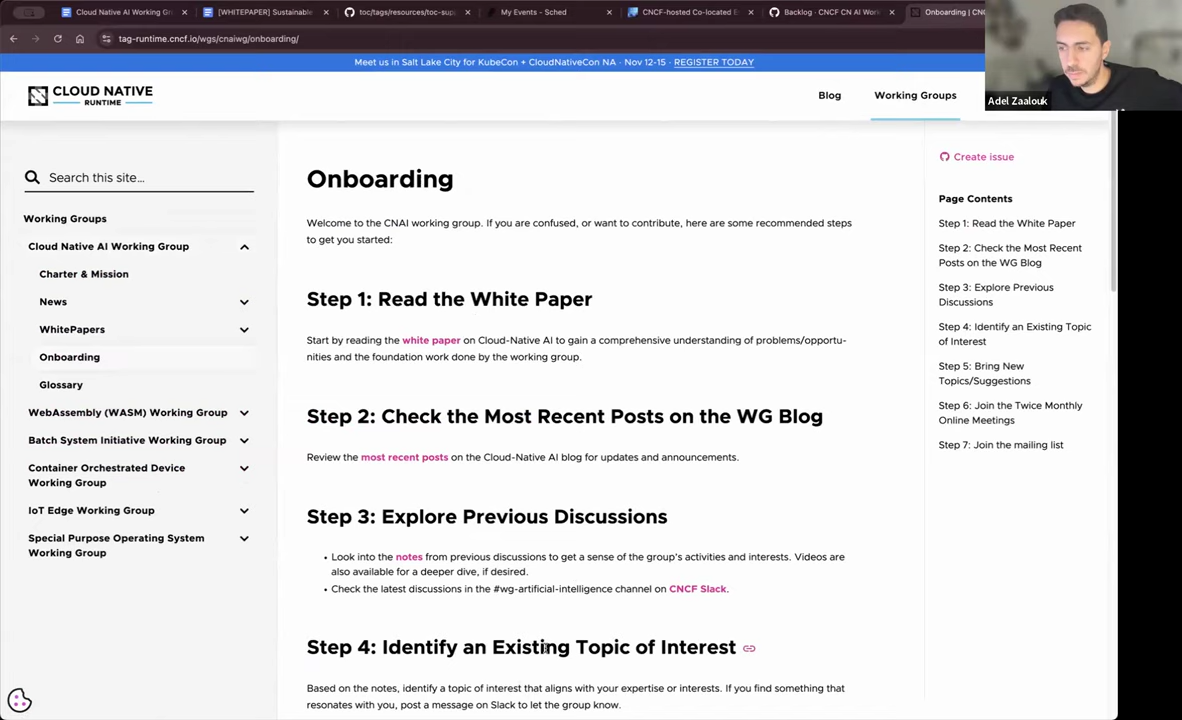 Cloud Native AI Working Gr
[WHITEPAPER] Sustainable
toc/tags/resources/toc-sup
My Events - Sched
CNCF-hosted Co-located E
Backlog · CNCF CN AI Work
Onboarding | CNC
tag-runtime.cncf.io/wgs/cnaiwg/onboarding/
Meet us in Salt Lake City for KubeCon + CloudNativeCon NA · Nov 12-15 · REGISTER TODAY
CLOUD NATIVE
RUNTIME
Blog
Working Groups
Adel Zaalouk
Search this site...
Working Groups
Cloud Native AI Working Group
Charter & Mission
News
WhitePapers
Onboarding
Glossary
WebAssembly (WASM) Working Group
Batch System Initiative Working Group
Container Orchestrated Device
Working Group
IoT Edge Working Group
Special Purpose Operating System
Working Group
Onboarding
Welcome to the CNAI working group. If you are confused, or want to contribute, here are some recommended steps
to get you started:
Step 1: Read the White Paper
Start by reading the white paper on Cloud-Native AI to gain a comprehensive understanding of problems/opportu-
nities and the foundation work done by the working group.
Step 2: Check the Most Recent Posts on the WG Blog
Review the most recent posts on the Cloud-Native AI blog for updates and announcements.
Step 3: Explore Previous Discussions
• Look into the notes from previous discussions to get a sense of the group's activities and interests. Videos are
also available for a deeper dive, if desired.
• Check the latest discussions in the #wg-artificial-intelligence channel on CNCF Slack.
Step 4: Identify an Existing Topic of Interest
Based on the notes, identify a topic of interest that aligns with your expertise or interests. If you find something that
resonates with you, post a message on Slack to let the group know.
Create issue
Page Contents
Step 1: Read the White Paper
Step 2: Check the Most Recent
Posts on the WG Blog
Step 3: Explore Previous
Discussions
Step 4: Identify an Existing Topic
of Interest
Step 5: Bring New
Topics/Suggestions
Step 6: Join the Twice Monthly
Online Meetings
Step 7: Join the mailing list